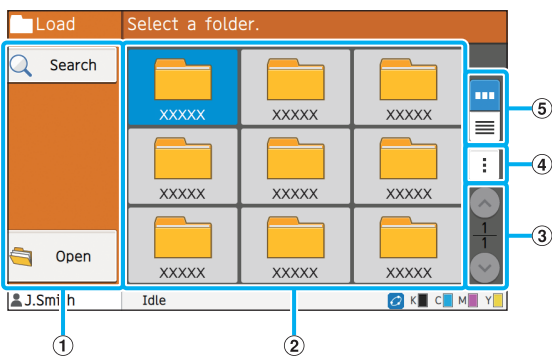 Load
Select a folder.
Search
XXXXX XXXXX XXXXX
XXXXX XXXXX XXXXX
XXXXX XXXXX XXXXX
Open
1
1
J.Smith
Idle
K C M Y
5
4
3
1
2